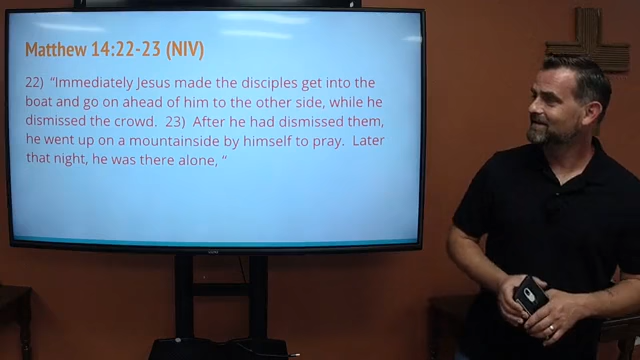 Matthew 14:22-23 (NIV)
22) “Immediately Jesus made the disciples get into the
boat and go on ahead of him to the other side, while he
dismissed the crowd. 23) After he had dismissed them,
he went up on a mountainside by himself to pray. Later
that night, he was there alone, “